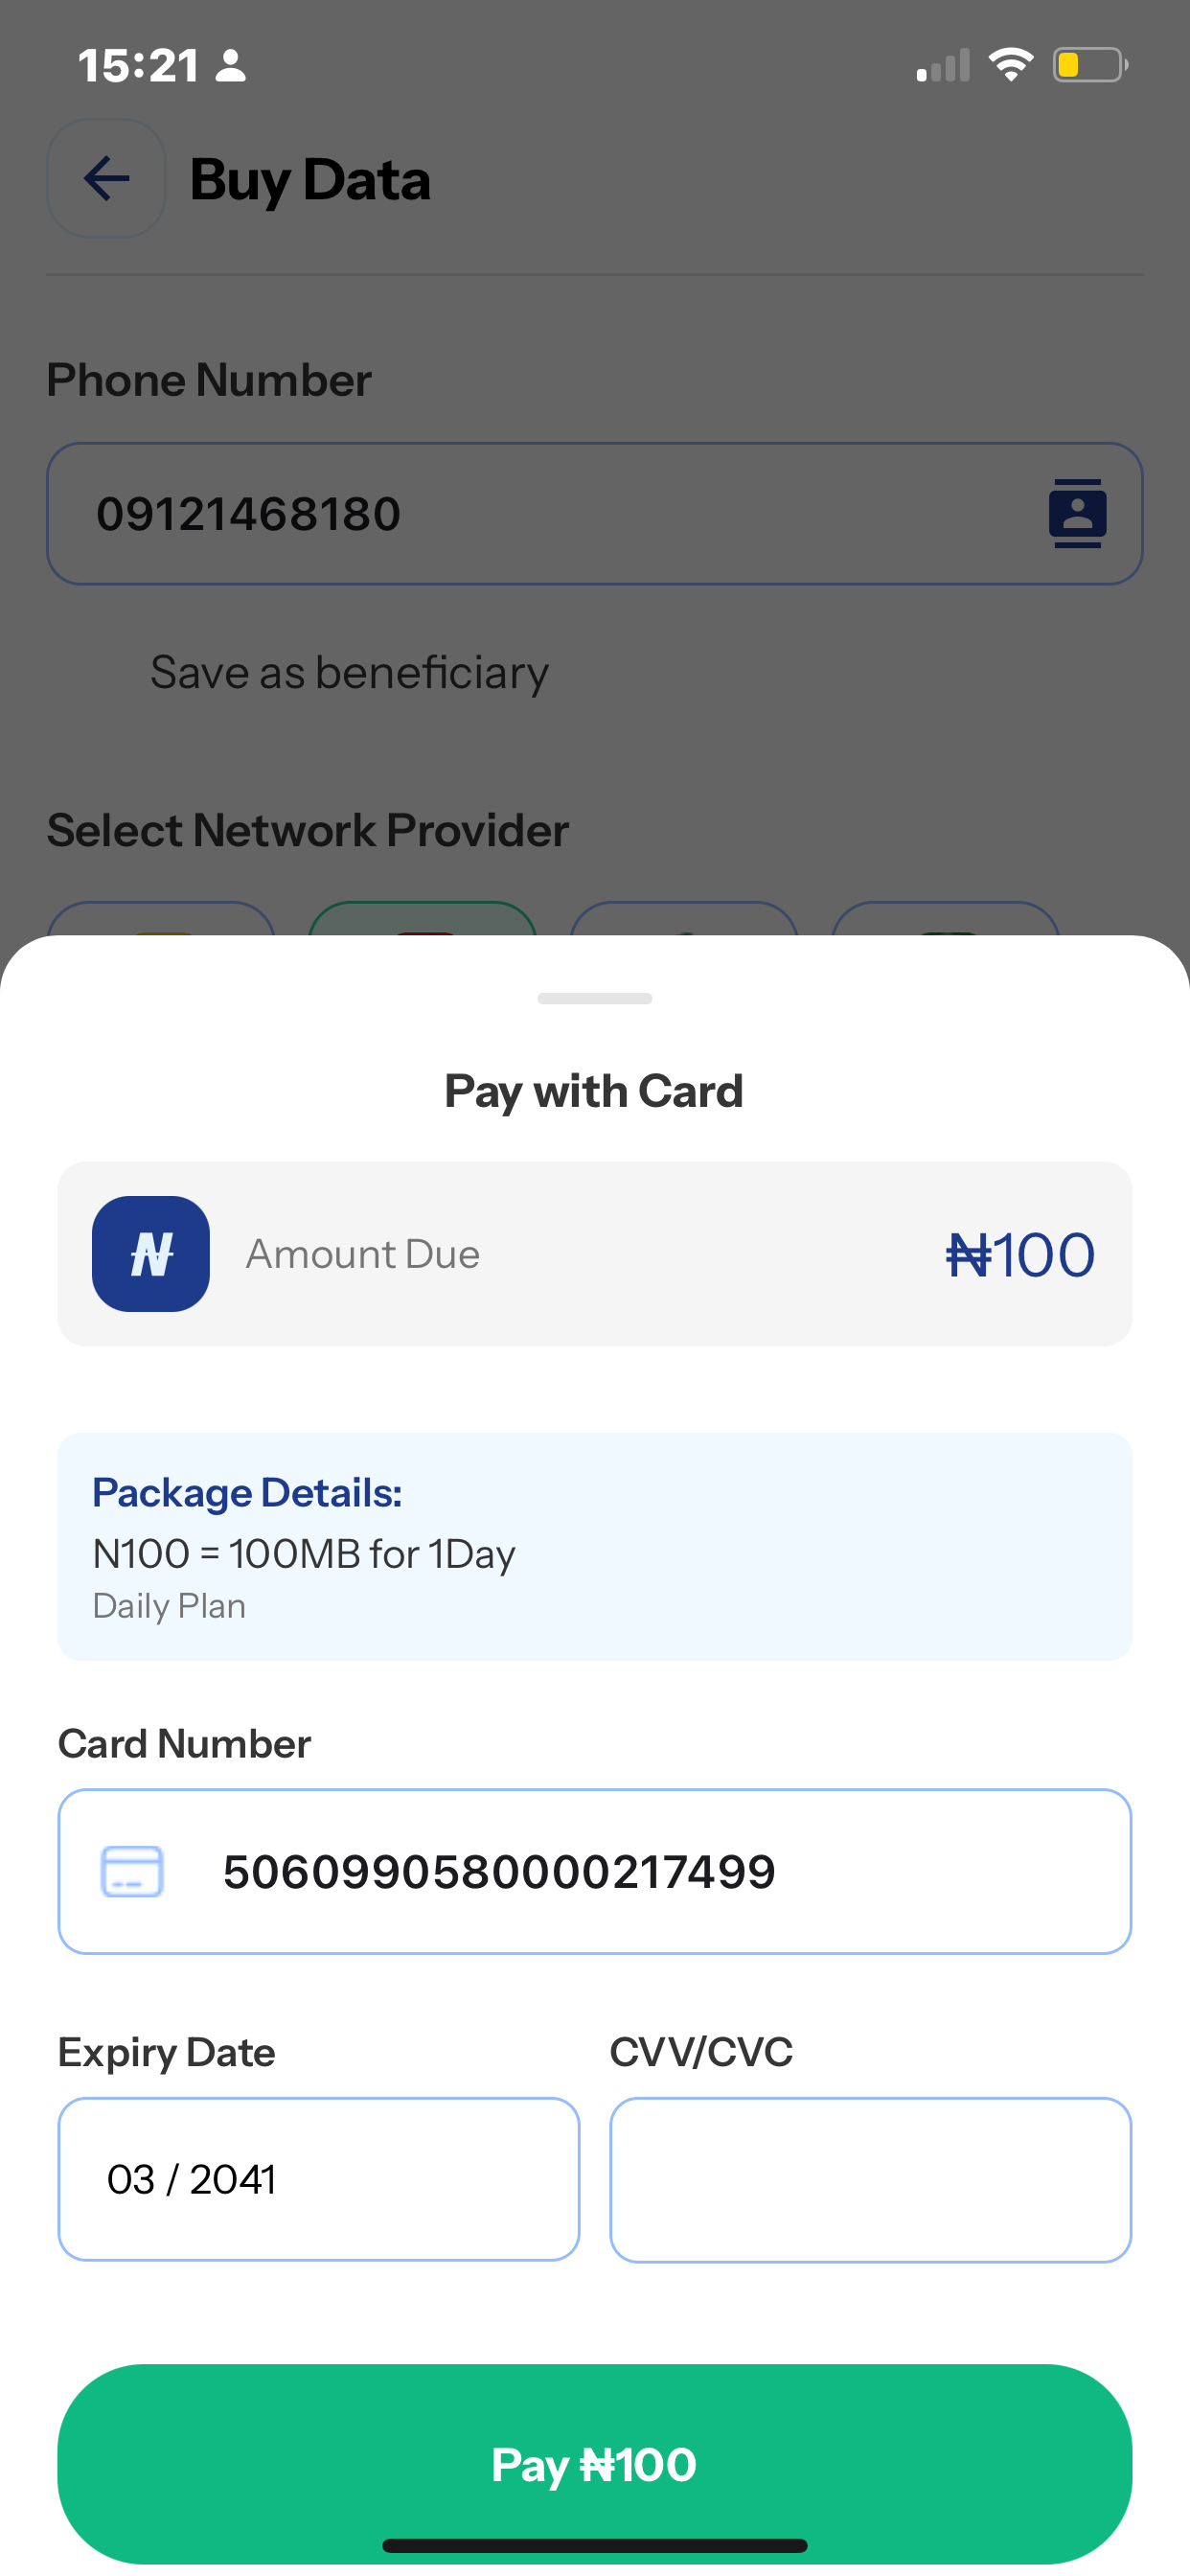 15:21
Buy Data
Phone Number
09121468180
Save as beneficiary
Select Network Provider
Pay with Card
Amount Due
₦100
Package Details:
N100 = 100MB for 1Day
Daily Plan
Card Number
5060990580000217499
Expiry Date
CVV/CVC
03 / 2041
Pay ₦100